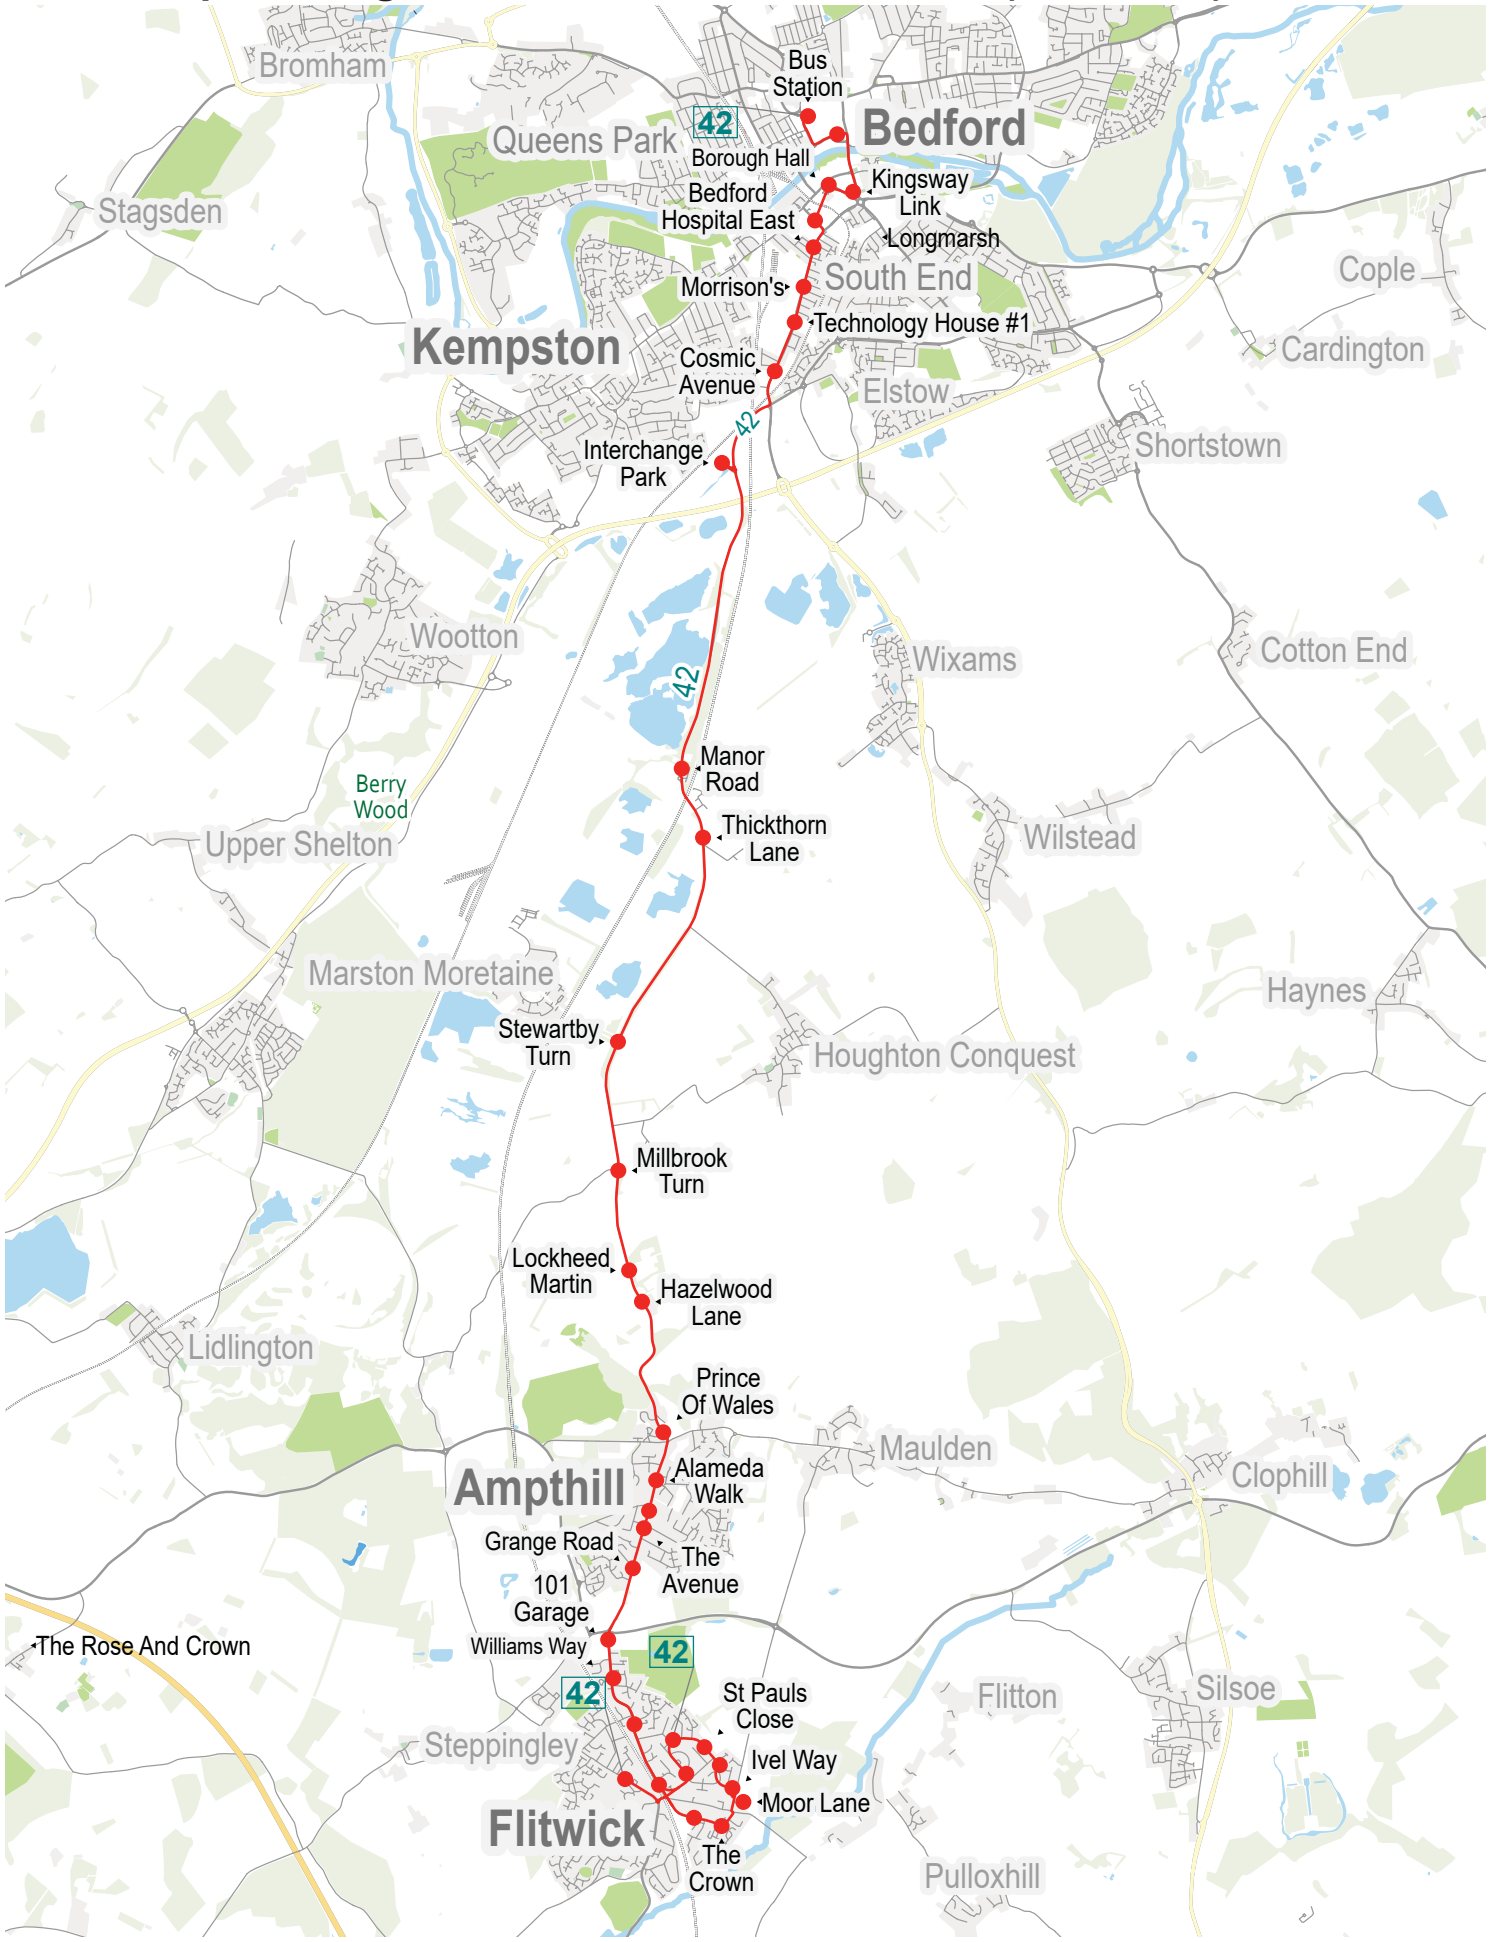 Bromham
Bus
Station
42
Bedford
Queens Park
Borough Hall
Kingsway
Link
Bedford
Hospital East
Stagsden
Longmarsh
Cople
South End
Morrison's
Technology House #1
Kempston
Cardington
Cosmic
Avenue
Elstow
42
Shortstown
Interchange
Park
Wootton
Cotton End
Wixams
42
Manor
Road
Berry
Wood
Thickthorn
Lane
Wilstead
Upper Shelton
Marston Moretaine
Haynes
Stewartby
Turn
Houghton Conquest
Millbrook
Turn
Lockheed
Martin
Hazelwood
Lane
Lidlington
Prince
Of Wales
Maulden
Alameda
Walk
Clophill
Ampthill
Grange Road
The
Avenue
101
Garage
The Rose And Crown
Williams Way
42
42
St Pauls
Close
Flitton
Silsoe
Steppingley
Ivel Way
Moor Lane
Flitwick
The
Crown
Pulloxhill